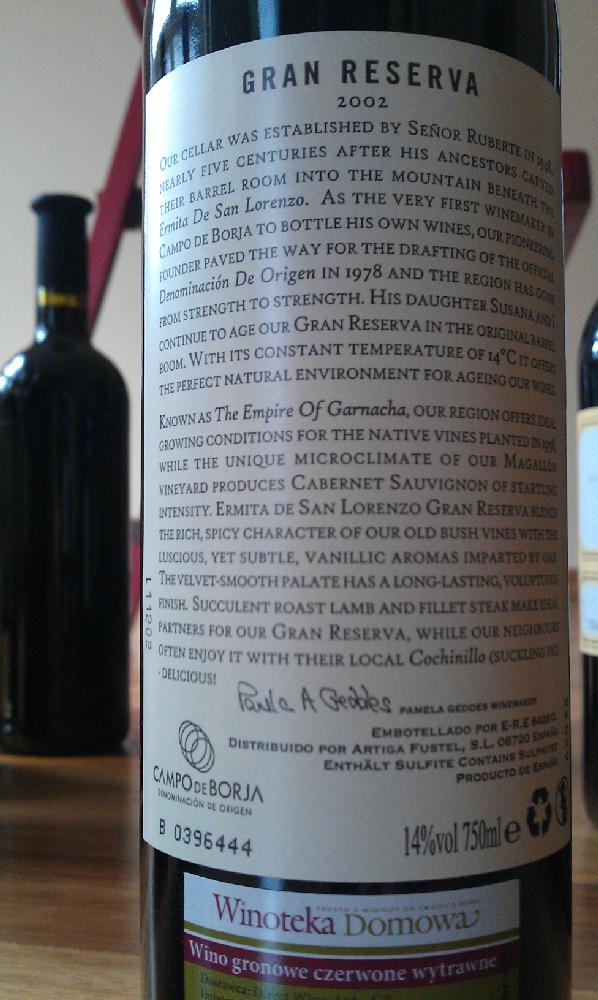 GRAN RESERVA
2002
OUR CELLAR WAS ESTABLISHED BY SEÑOR RUBERTE IN 1948,
NEARLY FIVE CENTURIES AFTER HIS ANCESTORS CARVED
THEIR BARREL ROOM INTO THE MOUNTAIN BENEATH THE
Ermita De San Lorenzo. AS THE VERY FIRST WINEMAKER IN
CAMPO DE BORJA TO BOTTLE HIS OWN WINES, OUR PIONEERING
FOUNDER PAVED THE WAY FOR THE DRAFTING OF THE OFFICIAL
Denominación De Origen IN 1978 AND THE REGION HAS GONE
FROM STRENGTH TO STRENGTH. HIS DAUGHTER SUSANA AND I
CONTINUE TO AGE OUR GRAN RESERVA IN THE ORIGINAL BARREL
ROOM. WITH ITS CONSTANT TEMPERATURE OF 14°C IT OFFERS
THE PERFECT NATURAL ENVIRONMENT FOR AGEING OUR WINES.
KNOWN AS The Empire Of Garnacha, OUR REGION OFFERS IDEAL
GROWING CONDITIONS FOR THE NATIVE VINES PLANTED IN
WHILE THE UNIQUE MICROCLIMATE OF OUR MAGALLÓN
VINEYARD PRODUCES CABERNET SAUVIGNON OF STARTLING
INTENSITY. ERMITA DE SAN LORENZO GRAN RESERVA BLENDS
THE RICH, SPICY CHARACTER OF OUR OLD BUSH VINES WITH THE
LUSCIOUS, YET SUBTLE, VANILLIC AROMAS IMPARTED BY OAK.
THE VELVET-SMOOTH PALATE HAS A LONG-LASTING, VOLUPTUOUS
FINISH. SUCCULENT ROAST LAMB AND FILLET STEAK MAKE IDEAL
PARTNERS FOR OUR GRAN RESERVA, WHILE OUR NEIGHBOURS
OFTEN ENJOY IT WITH THEIR LOCAL Cochinillo (SUCKLING PIG)
- DELICIOUS!
Pamela A Geddes PAMELA GEDDES WINEMAKER
EMBOTELLADO POR E-R.E
DISTRIBUIDO POR ARTIGA FUSTEL, S.L. 08720 ESPAÑA
ENTHÄLT SULFITE CONTAINS SULPHITES
PRODUCTO DE ESPAÑA
L11202
CAMPO DE BORJA
DENOMINACIÓN DE ORIGEN
B 0396444
14%vol 750ml e
Winoteka Domowa
Wino gronowe czerwone wytrawne